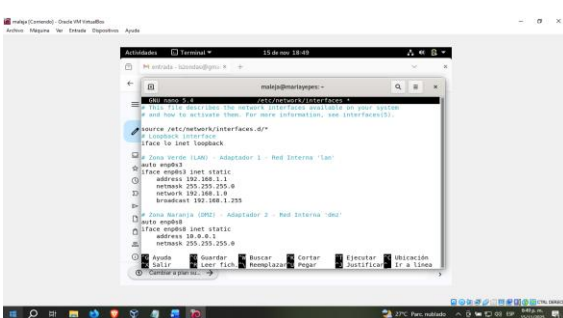 maleja [Corriendo] - Oracle VM VirtualBox
Archivo Máquina Ver Entrada Dispositivos Ayuda
Actividades Terminal 15 de nov 18:49
maleja@marlayepes: ~
GNU nano 5.4 /etc/network/interfaces *
# This file describes the network interfaces available on your system
# and how to activate them. For more information, see interfaces(5).
source /etc/network/interfaces.d/*
# Loopback interface
iface lo inet loopback
# Zona Verde (LAN) - Adaptador 1 - Red Interna 'lan'
auto enp0s3
iface enp0s3 inet static
address 192.168.1.1
netmask 255.255.255.0
network 192.168.1.0
broadcast 192.168.1.255
# Zona Naranja (DMZ) - Adaptador 2 - Red Interna 'dmz'
auto enp0s8
iface enp0s8 inet static
address 10.0.0.1
netmask 255.255.255.0
^G Ayuda ^O Guardar ^W Buscar ^K Cortar ^T Ejecutar ^C Ubicación
^X Salir ^R Leer fich. ^\ Reemplazar ^U Pegar ^J Justificar ^_ Ir a línea
Cambiar a plan su...
27°C Parc. nublado ESP